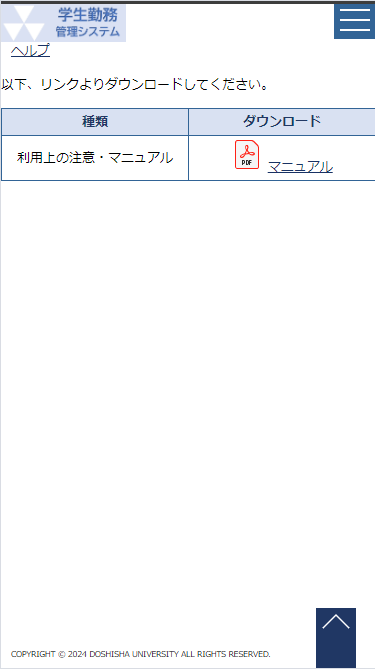 学生勤務
管理システム
ヘルプ
以下、リンクよりダウンロードしてください。
種類 ダウンロード
利用上の注意・マニュアル PDF マニュアル
COPYRIGHT © 2024 DOSHISHA UNIVERSITY ALL RIGHTS RESERVED.